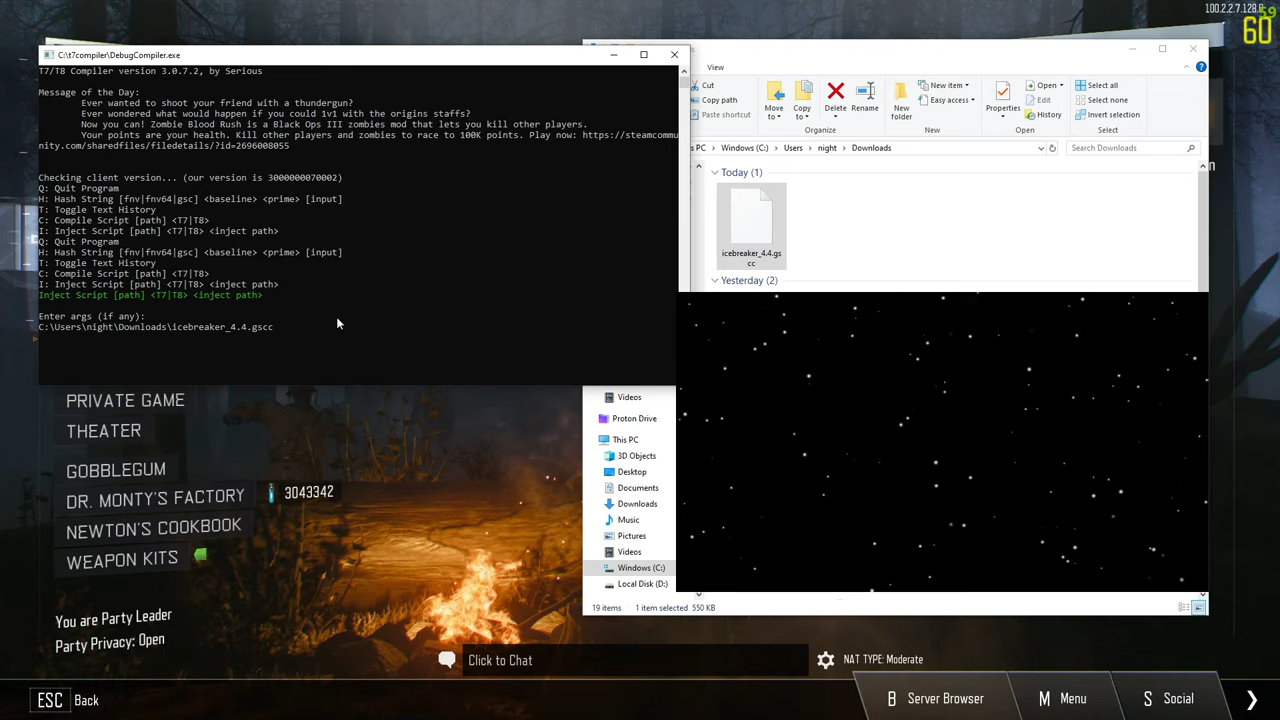 100.2.2.7.128.0
59
60
C:\t7compiler\DebugCompiler.exe
T7/T8 Compiler version 3.0.7.2, by Serious
Message of the Day:
Ever wanted to shoot your friend with a thundergun?
Ever wondered what would happen if you could 1v1 with the origins staffs?
Now you can! Zombie Blood Rush is a Black Ops III zombies mod that lets you kill other players.
Your points are your health. Kill other players and zombies to race to 100K points. Play now: https://steamcommu
nity.com/sharedfiles/filedetails/?id=2696008055
Checking client version... (our version is 3000000070002)
Q: Quit Program
H: Hash String [fnv|fnv64|gsc] <baseline> <prime> [input]
T: Toggle Text History
C: Compile Script [path] <T7|T8>
I: Inject Script [path] <T7|T8> <inject path>
Q: Quit Program
H: Hash String [fnv|fnv64|gsc] <baseline> <prime> [input]
T: Toggle Text History
C: Compile Script [path] <T7|T8>
I: Inject Script [path] <T7|T8> <inject path>
Inject Script [path] <T7|T8> <inject path>
Enter args (if any):
C:\Users\night\Downloads\icebreaker_4.4.gscc
View
Cut
Copy path
Paste shortcut
Move to
Copy to
Delete
Rename
New folder
New item
Easy access
Properties
Open
Edit
History
Select all
Select none
Invert selection
Organize
New
Open
Select
PC > Windows (C:) > Users > night > Downloads
Search Downloads
Today (1)
icebreaker_4.4.gs
cc
Yesterday (2)
Videos
Proton Drive
This PC
3D Objects
Desktop
Documents
Downloads
Music
Pictures
Videos
Windows (C:)
Local Disk (D:)
19 items
1 item selected 550 KB
PRIVATE GAME
THEATER
GOBBLEGUM
DR. MONTY'S FACTORY
3043342
NEWTON'S COOKBOOK
WEAPON KITS
You are Party Leader
Party Privacy: Open
Click to Chat
NAT TYPE: Moderate
ESC Back
B Server Browser
M Menu
S Social